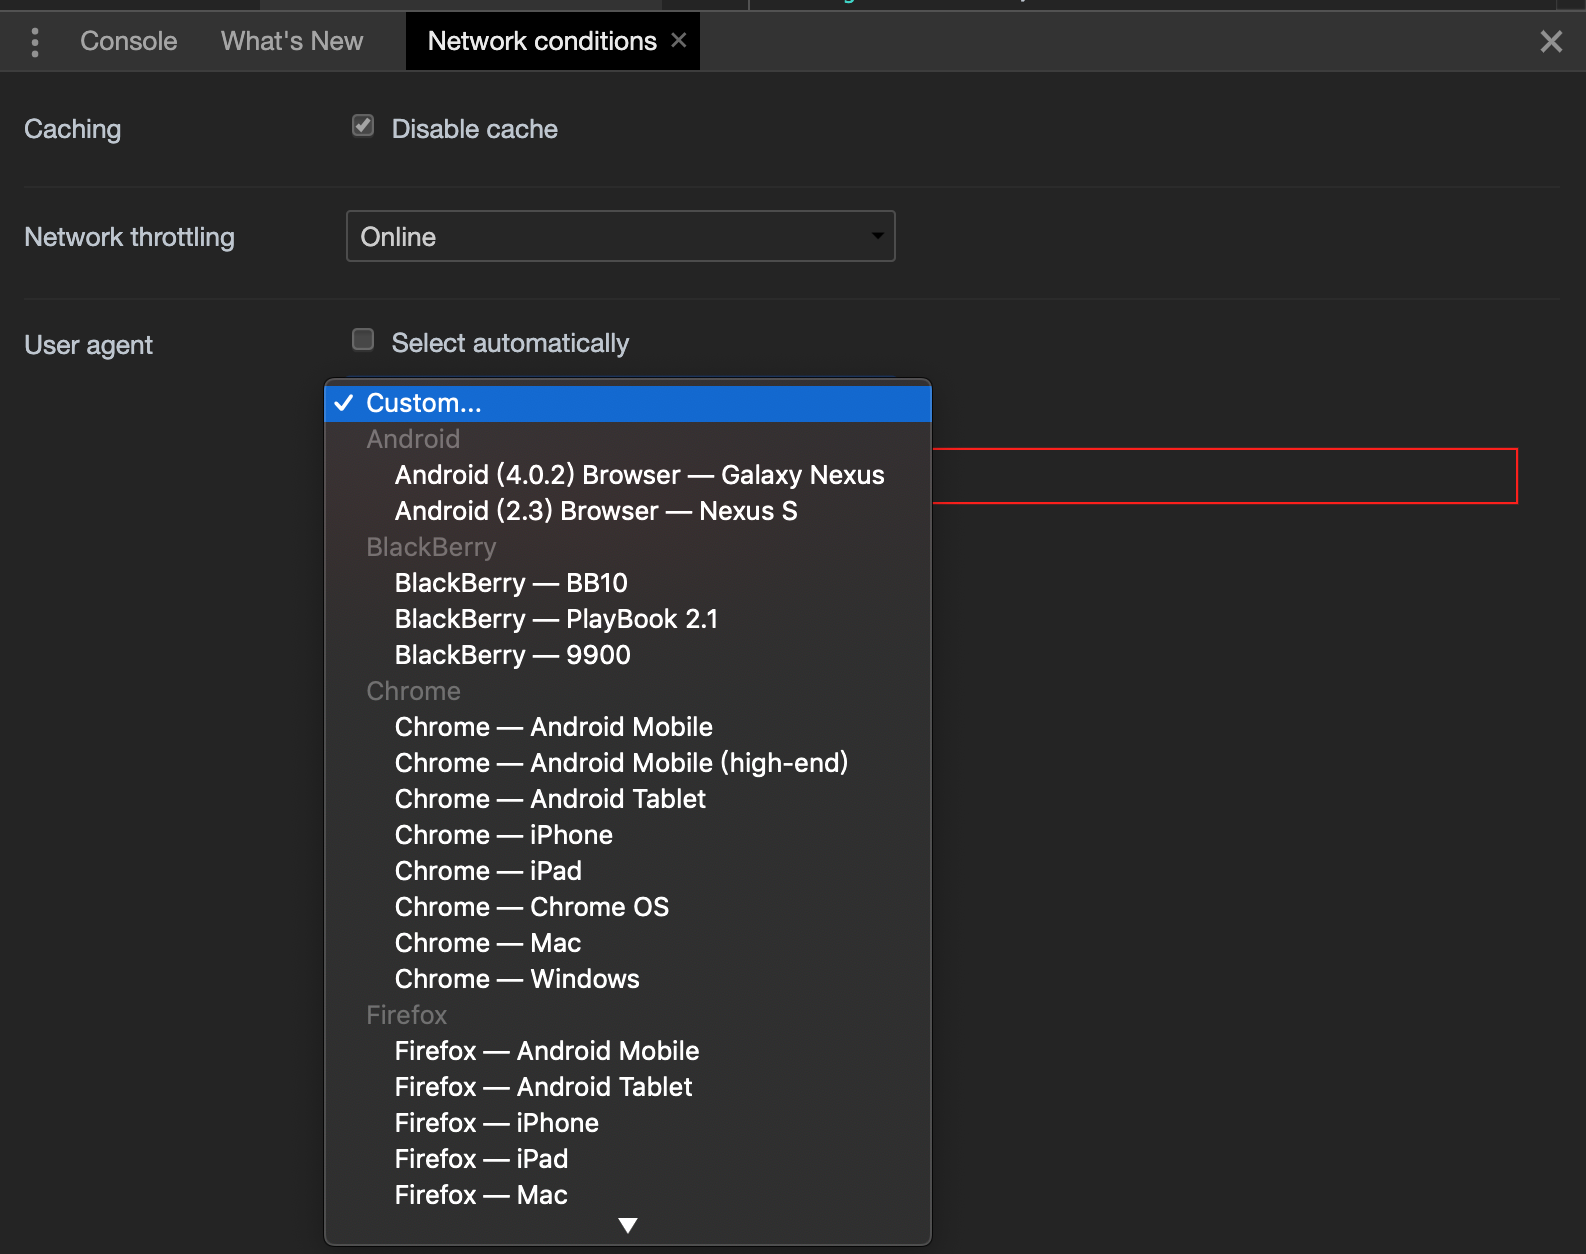 Console What's New Network conditions
Caching Disable cache
Network throttling Online
User agent Select automatically
Custom...
Android
Android (4.0.2) Browser — Galaxy Nexus
Android (2.3) Browser — Nexus S
BlackBerry
BlackBerry — BB10
BlackBerry — PlayBook 2.1
BlackBerry — 9900
Chrome
Chrome — Android Mobile
Chrome — Android Mobile (high-end)
Chrome — Android Tablet
Chrome — iPhone
Chrome — iPad
Chrome — Chrome OS
Chrome — Mac
Chrome — Windows
Firefox
Firefox — Android Mobile
Firefox — Android Tablet
Firefox — iPhone
Firefox — iPad
Firefox — Mac